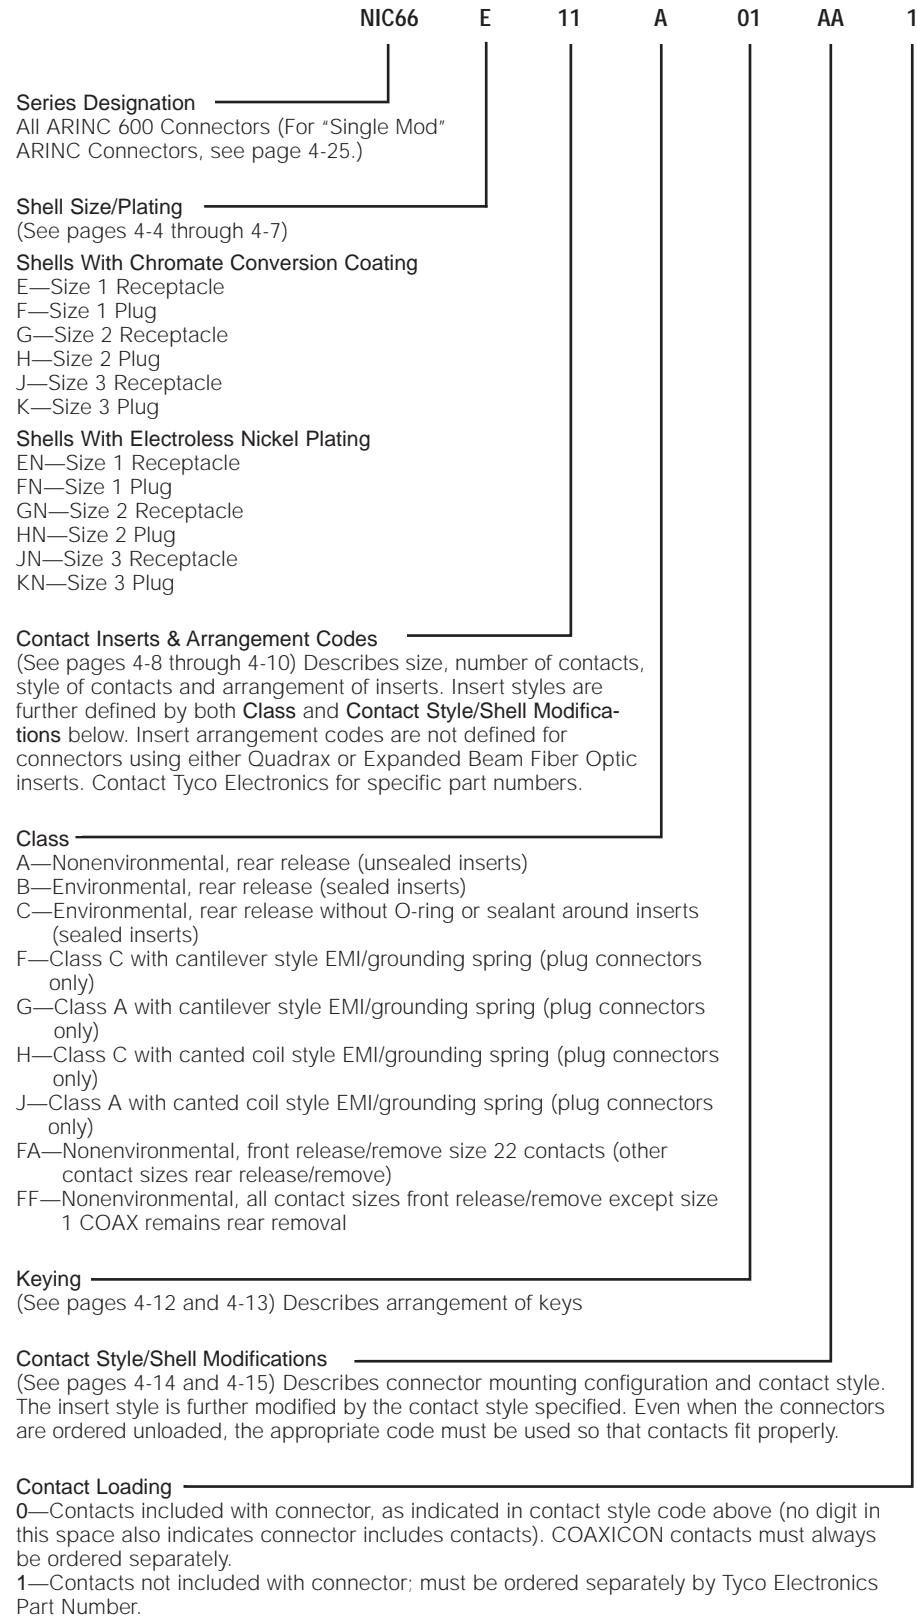 NIC66 E 11 A 01 AA 1
Series Designation
All ARINC 600 Connectors (For “Single Mod”
ARINC Connectors, see page 4-25.)
Shell Size/Plating
(See pages 4-4 through 4-7)
Shells With Chromate Conversion Coating
E—Size 1 Receptacle
F—Size 1 Plug
G—Size 2 Receptacle
H—Size 2 Plug
J—Size 3 Receptacle
K—Size 3 Plug
Shells With Electroless Nickel Plating
EN—Size 1 Receptacle
FN—Size 1 Plug
GN—Size 2 Receptacle
HN—Size 2 Plug
JN—Size 3 Receptacle
KN—Size 3 Plug
Contact Inserts & Arrangement Codes
(See pages 4-8 through 4-10) Describes size, number of contacts,
style of contacts and arrangement of inserts. Insert styles are
further defined by both Class and Contact Style/Shell Modifica-
tions below. Insert arrangement codes are not defined for
connectors using either Quadrax or Expanded Beam Fiber Optic
inserts. Contact Tyco Electronics for specific part numbers.
Class
A—Nonenvironmental, rear release (unsealed inserts)
B—Environmental, rear release (sealed inserts)
C—Environmental, rear release without O-ring or sealant around inserts
(sealed inserts)
F—Class C with cantilever style EMI/grounding spring (plug connectors
only)
G—Class A with cantilever style EMI/grounding spring (plug connectors
only)
H—Class C with canted coil style EMI/grounding spring (plug connectors
only)
J—Class A with canted coil style EMI/grounding spring (plug connectors
only)
FA—Nonenvironmental, front release/remove size 22 contacts (other
contact sizes rear release/remove)
FF—Nonenvironmental, all contact sizes front release/remove except size
1 COAX remains rear removal
Keying
(See pages 4-12 and 4-13) Describes arrangement of keys
Contact Style/Shell Modifications
(See pages 4-14 and 4-15) Describes connector mounting configuration and contact style.
The insert style is further modified by the contact style specified. Even when the connectors
are ordered unloaded, the appropriate code must be used so that contacts fit properly.
Contact Loading
0—Contacts included with connector, as indicated in contact style code above (no digit in
this space also indicates connector includes contacts). COAXICON contacts must always
be ordered separately.
1—Contacts not included with connector; must be ordered separately by Tyco Electronics
Part Number.